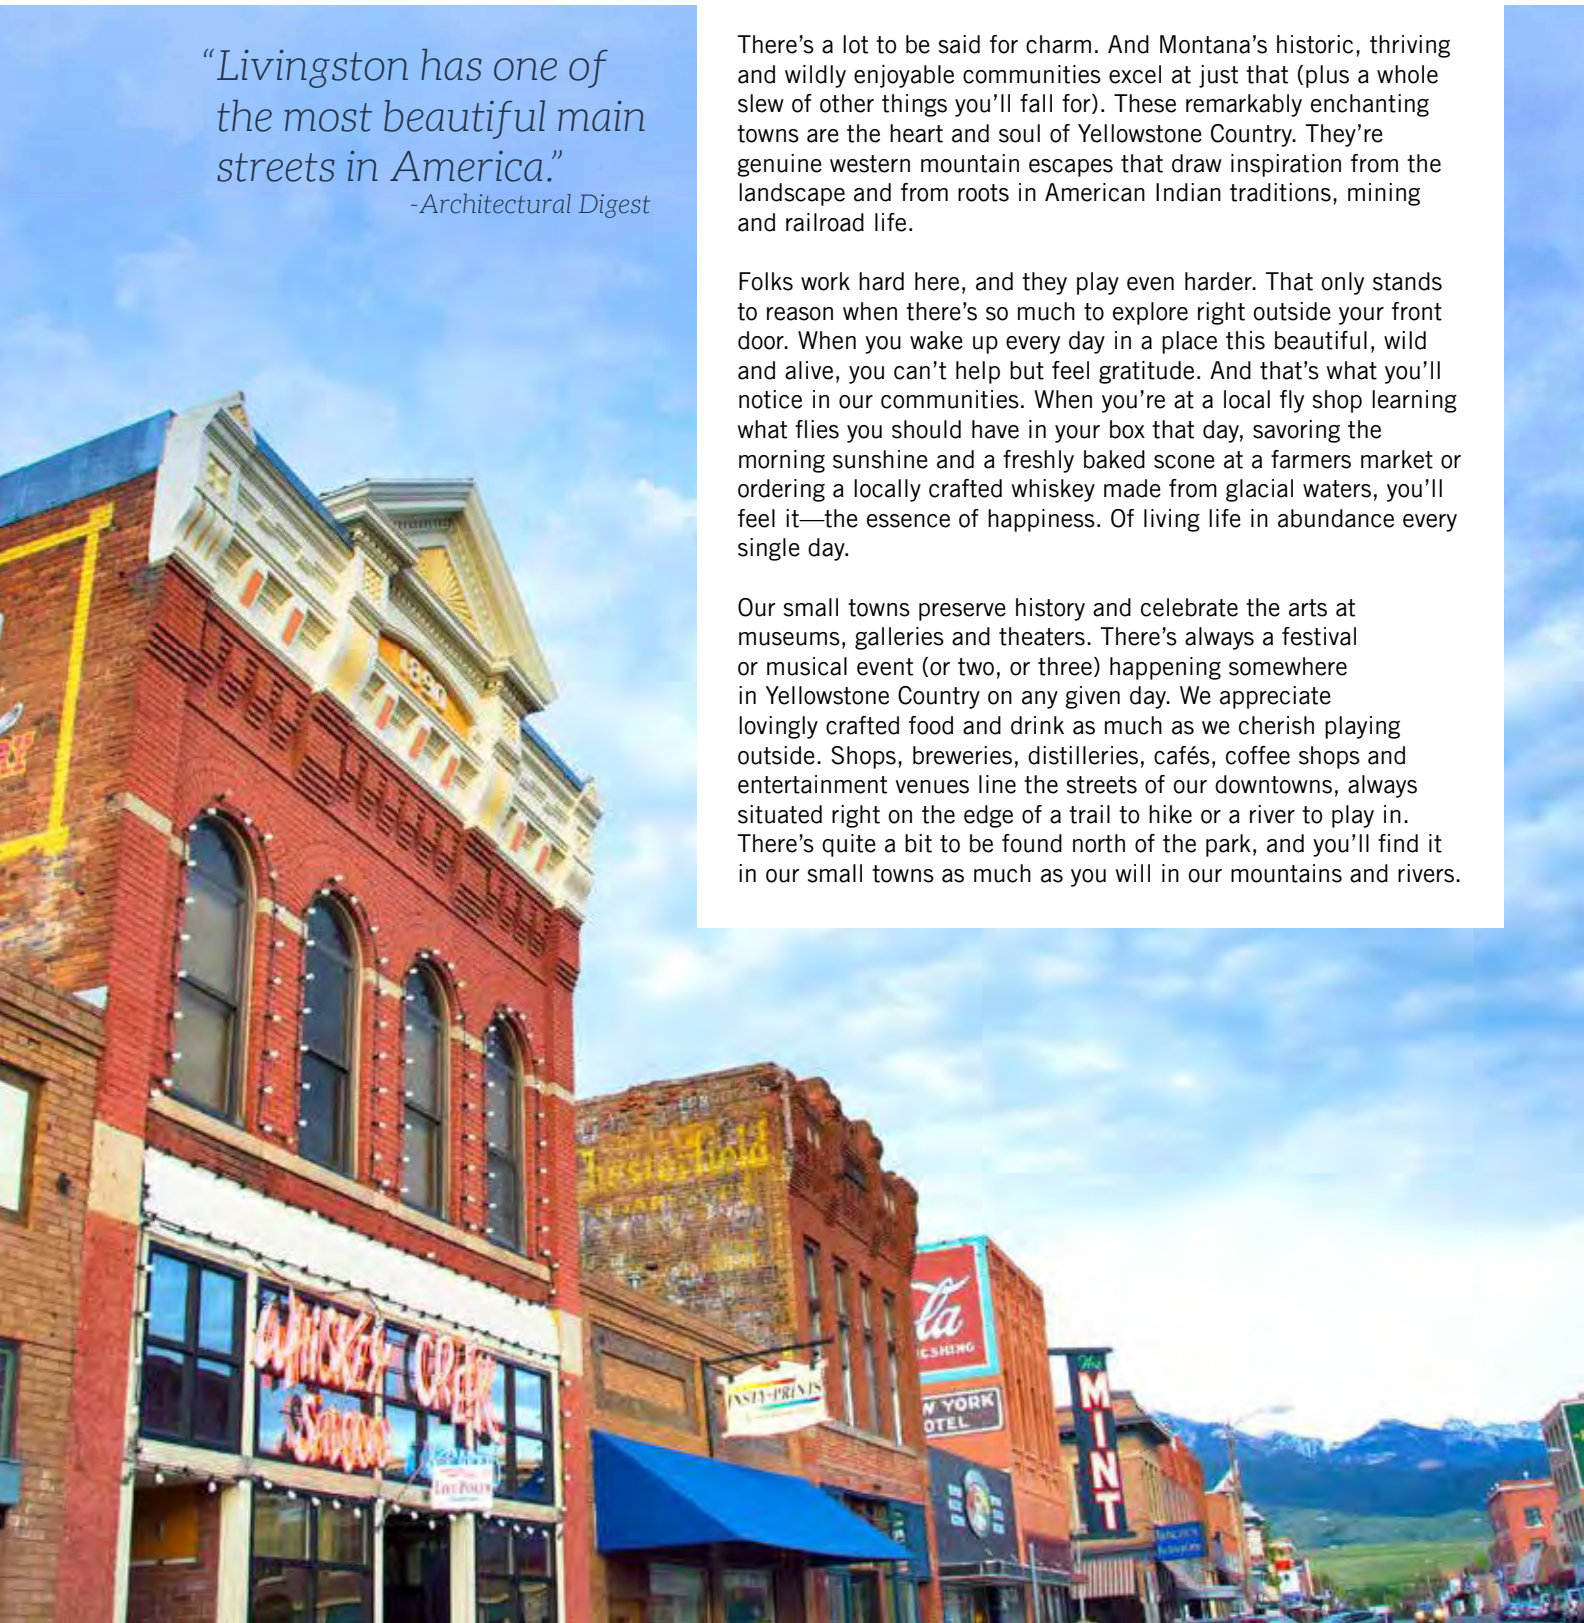 “Livingston has one of
the most beautiful main
streets in America.”
-Architectural Digest
There’s a lot to be said for charm. And Montana’s historic, thriving
and wildly enjoyable communities excel at just that (plus a whole
slew of other things you’ll fall for). These remarkably enchanting
towns are the heart and soul of Yellowstone Country. They’re
genuine western mountain escapes that draw inspiration from the
landscape and from roots in American Indian traditions, mining
and railroad life.
Folks work hard here, and they play even harder. That only stands
to reason when there’s so much to explore right outside your front
door. When you wake up every day in a place this beautiful, wild
and alive, you can’t help but feel gratitude. And that’s what you’ll
notice in our communities. When you’re at a local fly shop learning
what flies you should have in your box that day, savoring the
morning sunshine and a freshly baked scone at a farmers market or
ordering a locally crafted whiskey made from glacial waters, you’ll
feel it—the essence of happiness. Of living life in abundance every
single day.
Our small towns preserve history and celebrate the arts at
museums, galleries and theaters. There’s always a festival
or musical event (or two, or three) happening somewhere
in Yellowstone Country on any given day. We appreciate
lovingly crafted food and drink as much as we cherish playing
outside. Shops, breweries, distilleries, cafés, coffee shops and
entertainment venues line the streets of our downtowns, always
situated right on the edge of a trail to hike or a river to play in.
There’s quite a bit to be found north of the park, and you’ll find it
in our small towns as much as you will in our mountains and rivers.
1890
WHISKEY CREEK
Saloon
LIVE POKER
INSTY-PRINTS
la
ESHING
W YORK
OTEL
The
MINT